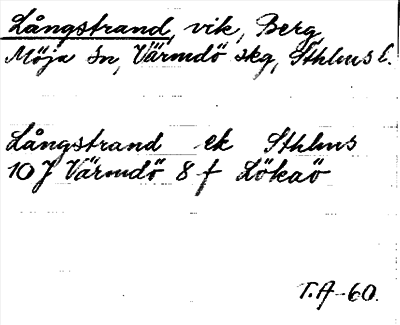 Långstrand, vik, Berg,
Möja sn, Värmdö skg, Sthlms l.
Långstrand ek Sthlms
10 J Värmdö 8 f Lökaö
T.A-60.